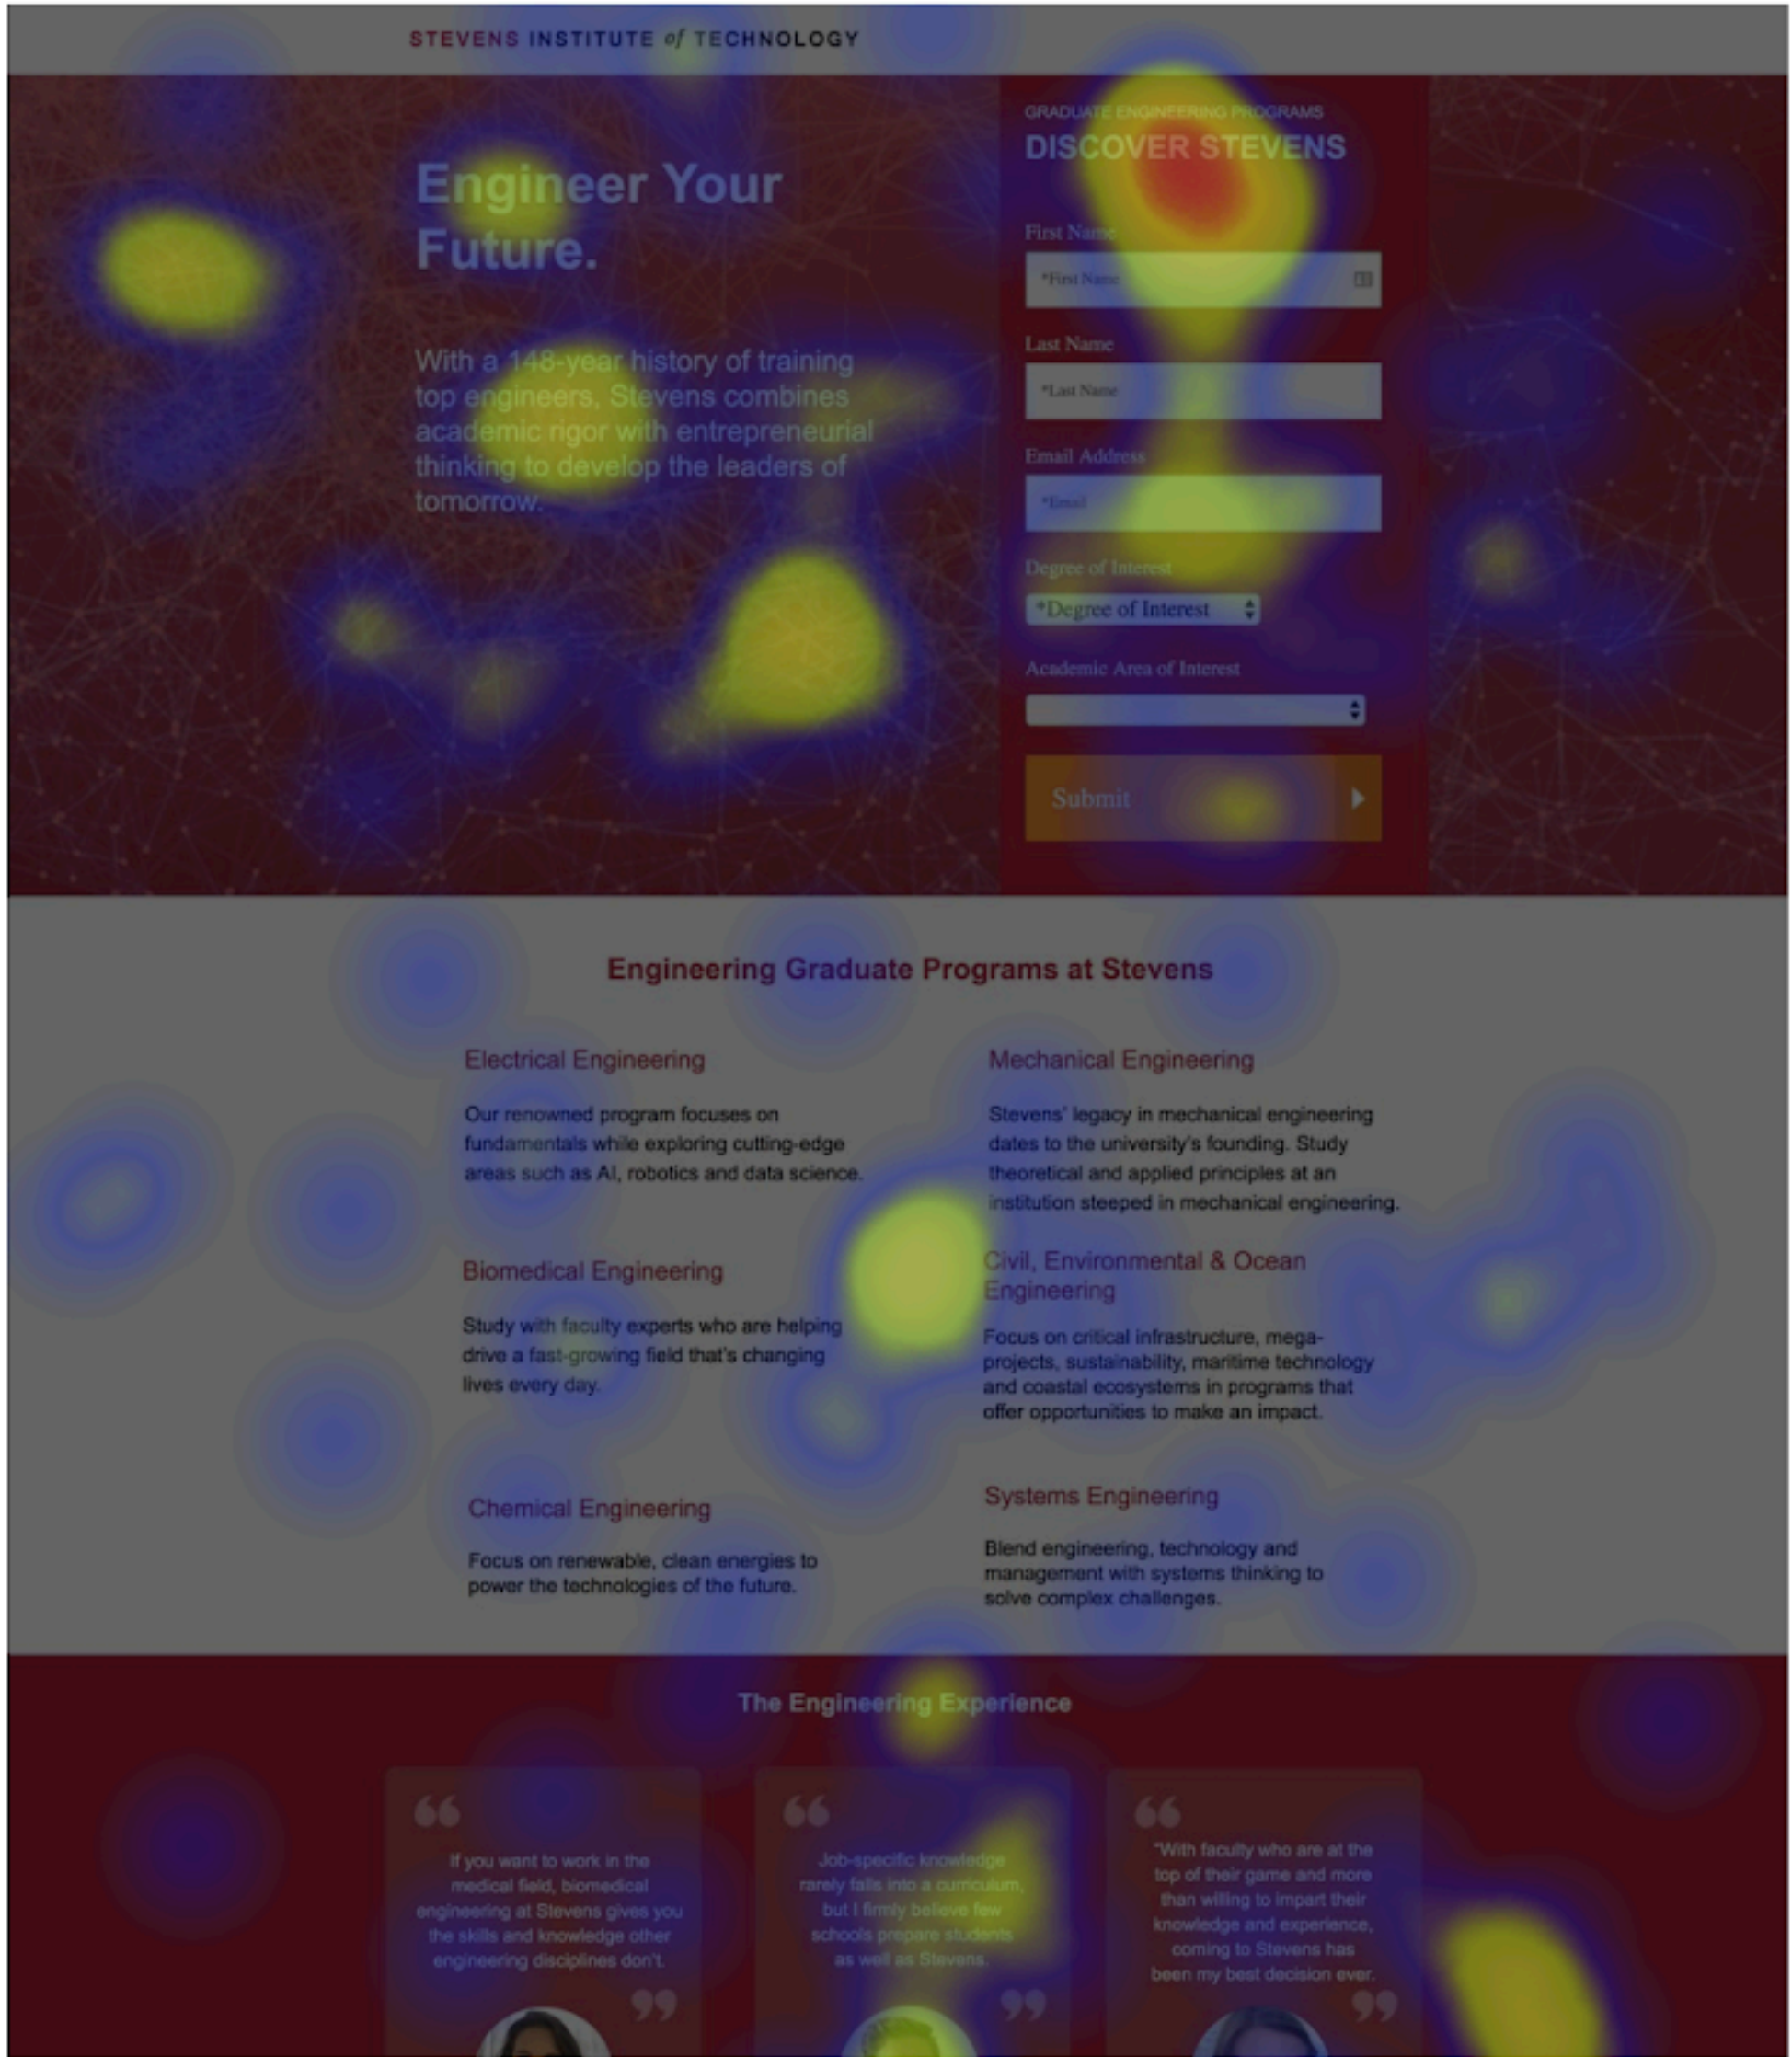 STEVENS INSTITUTE of TECHNOLOGY
Engineer Your
Future.
With a 148-year history of training
top engineers, Stevens combines
academic rigor with entrepreneurial
thinking to develop the leaders of
tomorrow.
GRADUATE ENGINEERING PROGRAMS
DISCOVER STEVENS
First Name
*First Name
Last Name
*Last Name
Email Address
*Email
Degree of Interest
*Degree of Interest
Academic Area of Interest
Submit
Engineering Graduate Programs at Stevens
Electrical Engineering
Our renowned program focuses on
fundamentals while exploring cutting-edge
areas such as AI, robotics and data science.
Mechanical Engineering
Stevens' legacy in mechanical engineering
dates to the university's founding. Study
theoretical and applied principles at an
institution steeped in mechanical engineering.
Biomedical Engineering
Study with faculty experts who are helping
drive a fast-growing field that's changing
lives every day.
Civil, Environmental & Ocean
Engineering
Focus on critical infrastructure, mega-
projects, sustainability, maritime technology
and coastal ecosystems in programs that
offer opportunities to make an impact.
Chemical Engineering
Focus on renewable, clean energies to
power the technologies of the future.
Systems Engineering
Blend engineering, technology and
management with systems thinking to
solve complex challenges.
The Engineering Experience
“
If you want to work in the
medical field, biomedical
engineering at Stevens gives you
the skills and knowledge other
engineering disciplines don't.
”
“
Job-specific knowledge
rarely falls into a curriculum,
but I firmly believe few
schools prepare students
as well as Stevens.
”
“
"With faculty who are at the
top of their game and more
than willing to impart their
knowledge and experience,
coming to Stevens has
been my best decision ever.
”